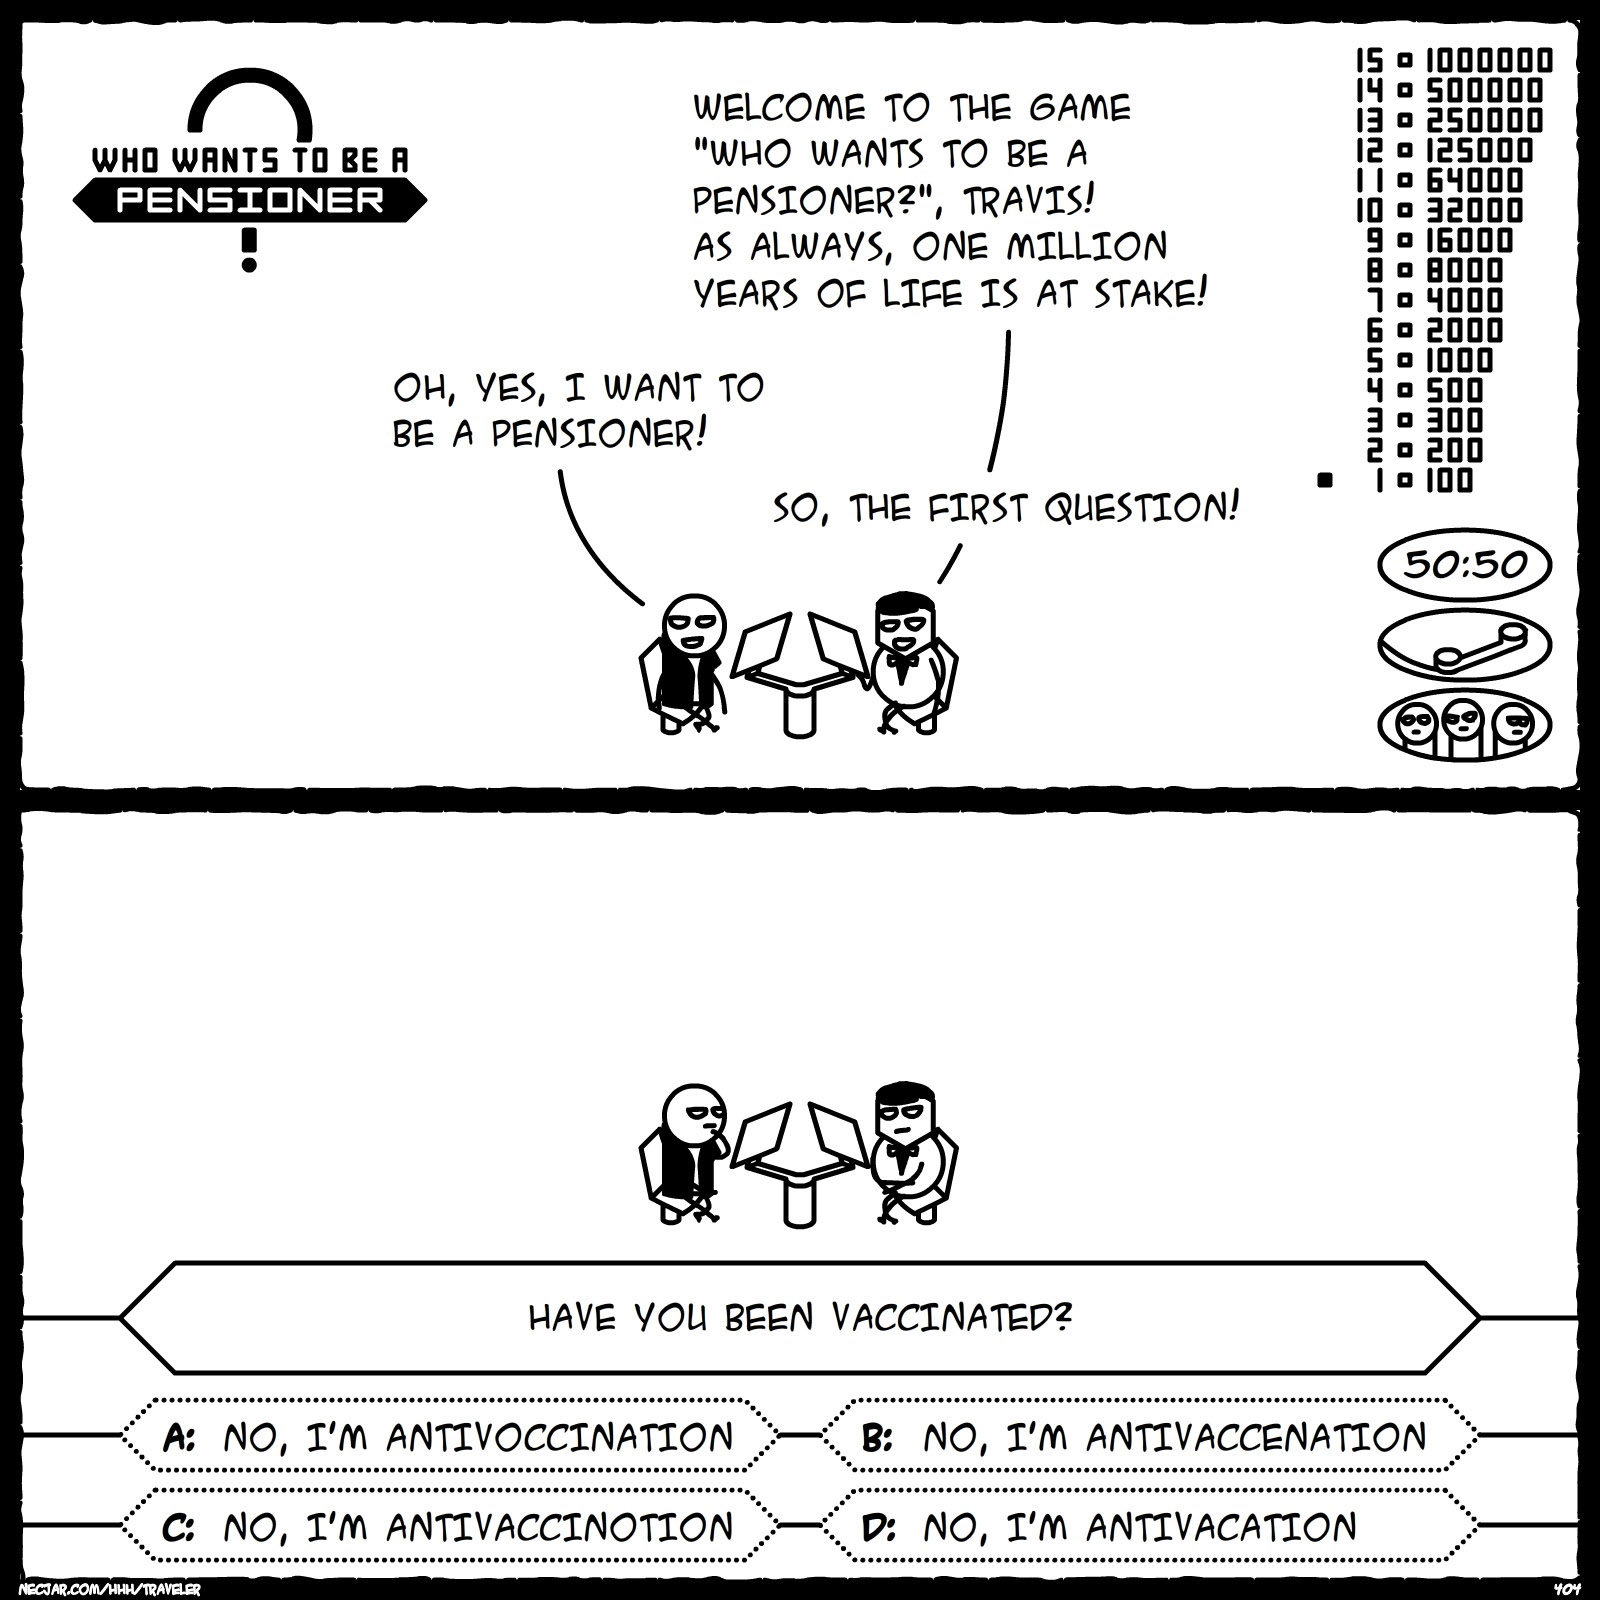 WHO WANTS TO BE A
PENSIONER
!
WELCOME TO THE GAME
"WHO WANTS TO BE A
PENSIONER?", TRAVIS!
AS ALWAYS, ONE MILLION
YEARS OF LIFE IS AT STAKE!
OH, YES, I WANT TO
BE A PENSIONER!
SO, THE FIRST QUESTION!
15 1000000
14 500000
13 250000
12 125000
11 64000
10 32000
9 16000
8 8000
7 4000
6 2000
5 1000
4 500
3 300
2 200
1 100
50:50
HAVE YOU BEEN VACCINATED?
A: NO, I'M ANTIVOCCINATION
B: NO, I'M ANTIVACCENATION
C: NO, I'M ANTIVACCINOTION
D: NO, I'M ANTIVACATION
NECJAR.COM/HHH/TRAVELER
404